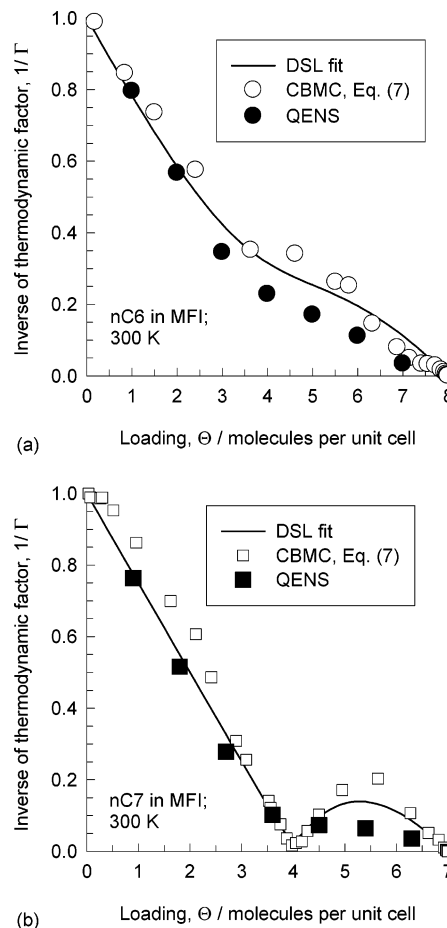 (a)
Inverse of thermodynamic factor, 1/ Γ
1.0
0.8
0.6
0.4
0.2
0.0
DSL fit
CBMC, Eq. (7)
QENS
nC6 in MFI;
300 K
0 1 2 3 4 5 6 7 8
Loading, Θ / molecules per unit cell
(b)
Inverse of thermodynamic factor, 1/ Γ
1.0
0.8
0.6
0.4
0.2
0.0
DSL fit
CBMC, Eq. (7)
QENS
nC7 in MFI;
300 K
0 1 2 3 4 5 6 7
Loading, Θ / molecules per unit cell